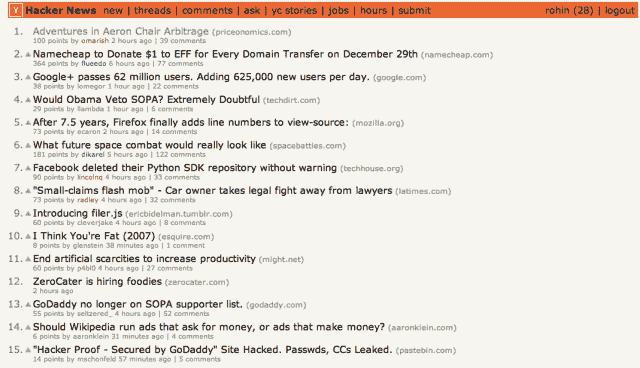 Y Hacker News new | threads | comments | ask | yc stories | jobs | hours | submit rohin (28) | logout
1. Adventures in Aeron Chair Arbitrage (priceonomics.com)
100 points by omarish 2 hours ago | 39 comments
2. Namecheap to Donate $1 to EFF for Every Domain Transfer on December 29th (namecheap.com)
364 points by flueedo 6 hours ago | 77 comments
3. Google+ passes 62 million users. Adding 625,000 new users per day. (google.com)
38 points by lomegor 1 hour ago | 22 comments
4. Would Obama Veto SOPA? Extremely Doubtful (techdirt.com)
29 points by llambda 1 hour ago | 6 comments
5. After 7.5 years, Firefox finally adds line numbers to view-source: (mozilla.org)
73 points by ecaron 2 hours ago | 14 comments
6. What future space combat would really look like (spacebattles.com)
181 points by dikarel 5 hours ago | 122 comments
7. Facebook deleted their Python SDK repository without warning (techhouse.org)
90 points by lincolnq 4 hours ago | 33 comments
8. "Small-claims flash mob" - Car owner takes legal fight away from lawyers (latimes.com)
73 points by radley 4 hours ago | 32 comments
9. Introducing filer.js (ericbidelman.tumblr.com)
60 points by cleverjake 4 hours ago | 8 comments
10. I Think You're Fat (2007) (esquire.com)
8 points by glenstein 38 minutes ago | 1 comment
11. End artificial scarcities to increase productivity (might.net)
60 points by p4bl0 4 hours ago | 27 comments
12. ZeroCater is hiring foodies (zerocater.com)
2 hours ago
13. GoDaddy no longer on SOPA supporter list. (godaddy.com)
55 points by seltzered_ 4 hours ago | 52 comments
14. Should Wikipedia run ads that ask for money, or ads that make money? (aaronklein.com)
6 points by aaronklein 31 minutes ago | 4 comments
15. "Hacker Proof - Secured by GoDaddy" Site Hacked. Passwds, CCs Leaked. (pastebin.com)
14 points by mschonfeld 57 minutes ago | 5 comments